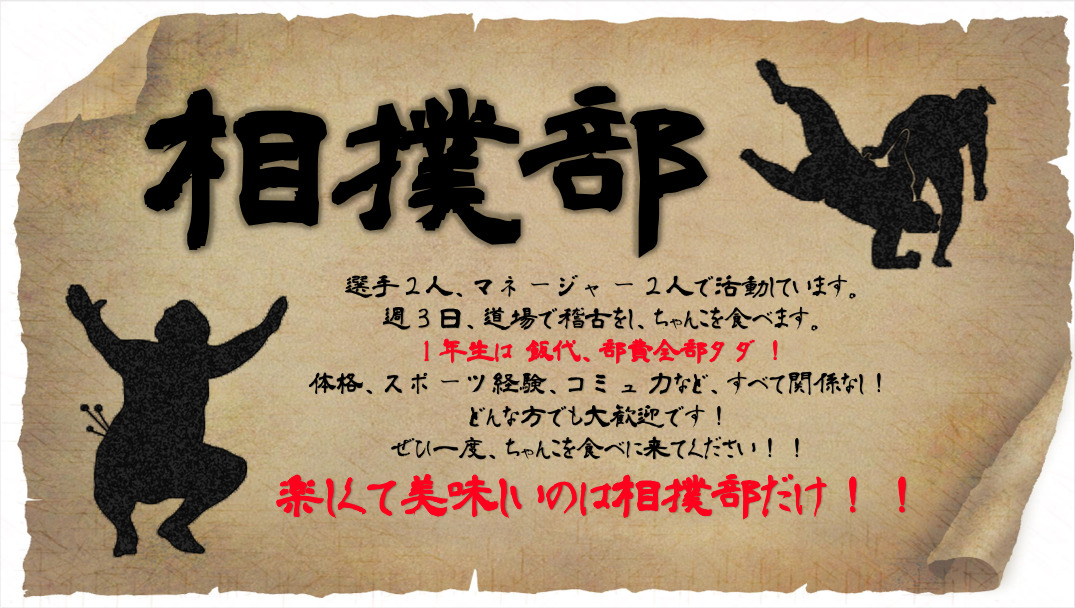 相撲部
選手2人、マネージャー2人で活動しています。
週3日、道場で稽古をし、ちゃんこを食べます。
1年生は 飯代、部費全部タダ!
体格、スポーツ経験、コミュ力など、すべて関係なし!
どんな方でも大歓迎です!
ぜひ一度、ちゃんこを食べに来てください!!
楽しくて美味しいのは相撲部だけ!!